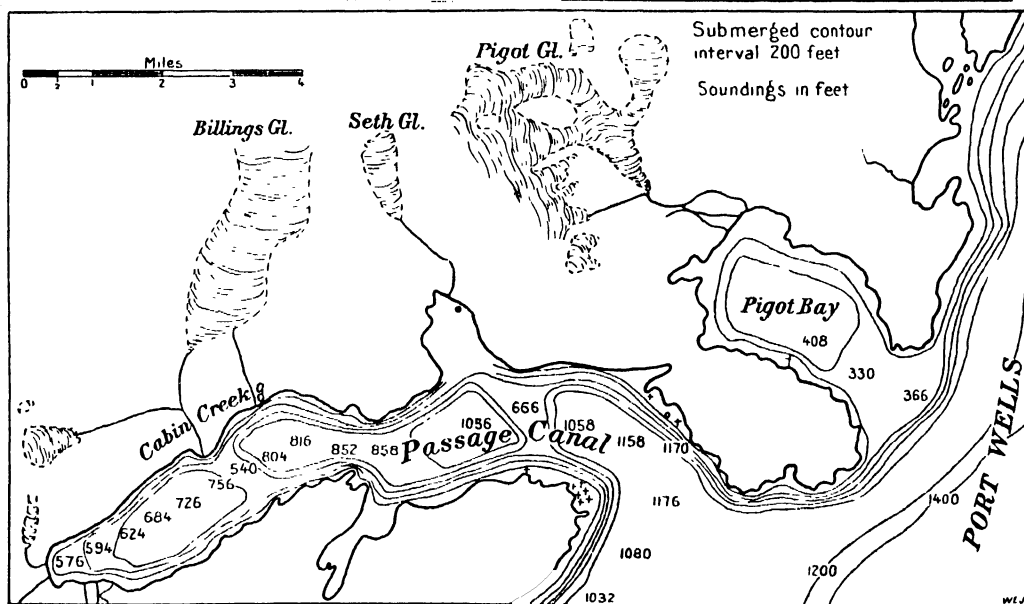 Submerged contour
interval 200 feet
Soundings in feet
Miles
0 ½ 1 2 3 4
Pigot Gl.
Billings Gl.
Seth Gl.
Pigot Bay
408
330
366
Cabin Creek
PORT WELLS
666
1086
1058
Passage Canal
816
852
858
1158
1170
804
540
756
726
684
624
594
576
1176
1400
1080
1200
1032
WLJ